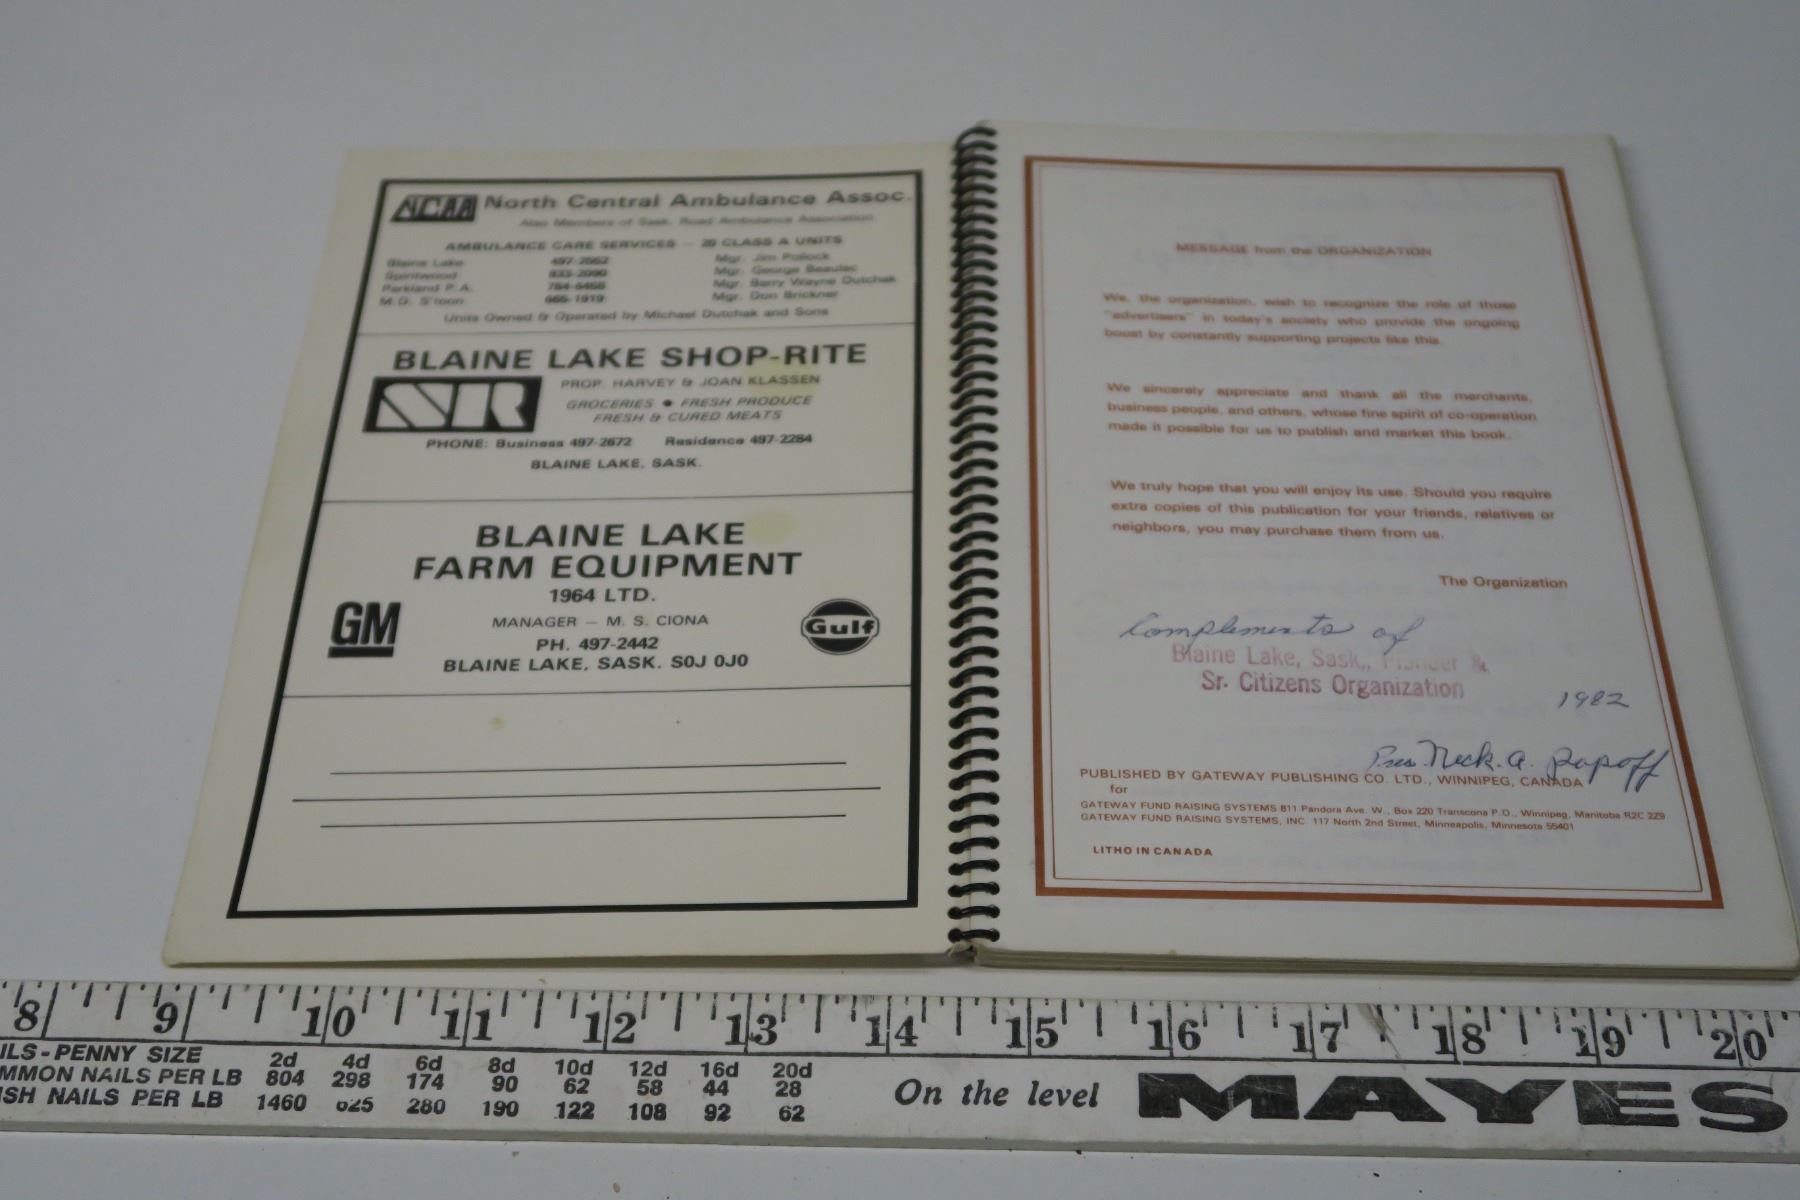 NCAA North Central Ambulance Assoc.
Also Members of Sask. Road Ambulance Association
AMBULANCE CARE SERVICES — 20 CLASS A UNITS
Blaine Lake 497-2662 Mgr. Jim Pollock
Spiritwood 833-2090 Mgr. George Beaulac
Parkland P.A. 764-6466 Mgr. Barry Wayne Dutchak
M.D. S'toon 665-1919 Mgr. Don Brickner
Units Owned & Operated by Michael Dutchak and Sons
BLAINE LAKE SHOP-RITE
PROP. HARVEY & JOAN KLASSEN
GROCERIES ● FRESH PRODUCE
FRESH & CURED MEATS
PHONE: Business 497-2672 Residence 497-2284
BLAINE LAKE, SASK.
BLAINE LAKE
FARM EQUIPMENT
1964 LTD.
GM
MANAGER — M. S. CIONA
Gulf
PH. 497-2442
BLAINE LAKE, SASK. S0J 0J0
MESSAGE from the ORGANIZATION
We, the organization, wish to recognize the role of those
"advertisers" in today's society who provide the ongoing
boost by constantly supporting projects like this.
We sincerely appreciate and thank all the merchants,
business people, and others, whose fine spirit of co-operation
made it possible for us to publish and market this book.
We truly hope that you will enjoy its use. Should you require
extra copies of this publication for your friends, relatives or
neighbors, you may purchase them from us.
The Organization
Complements of
Blaine Lake, Sask., Pioneer &
Sr. Citizens Organization
1982
Pres Neck. A. Popoff
PUBLISHED BY GATEWAY PUBLISHING CO. LTD., WINNIPEG, CANADA
for
GATEWAY FUND RAISING SYSTEMS 811 Pandora Ave. W., Box 220 Transcona P.O., Winnipeg, Manitoba R2C 2Z9
GATEWAY FUND RAISING SYSTEMS, INC. 117 North 2nd Street, Minneapolis, Minnesota 55401
LITHO IN CANADA
8 9 10 11 12 13 14 15 16 17 18 19 20
ILS-PENNY SIZE 2d 4d 6d 8d 10d 12d 16d 20d
MMON NAILS PER LB 804 298 174 90 62 58 44 28
ISH NAILS PER LB 1460 625 280 190 122 108 92 62
On the level MAYES